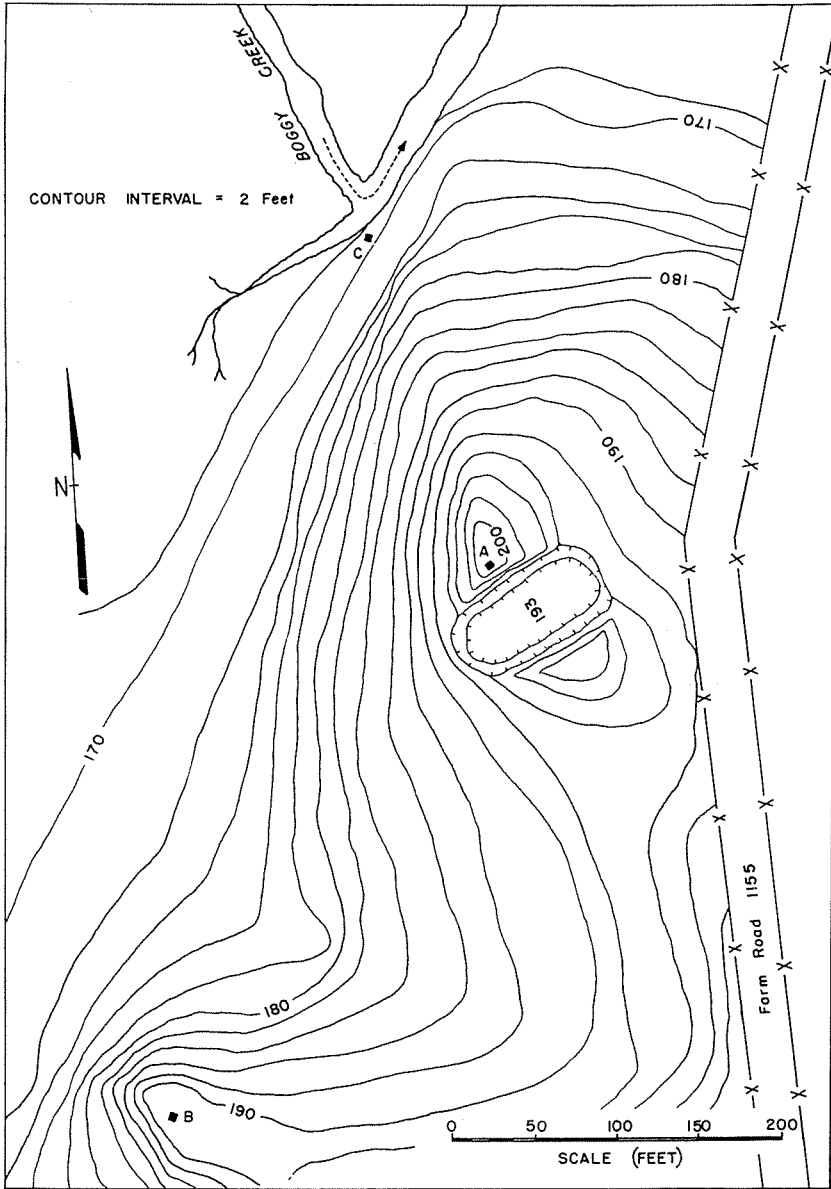 BOGGY CREEK
170
CONTOUR INTERVAL = 2 Feet
C
180
190
N
A
200
193
170
Farm Road 1155
180
190
B
0 50 100 150 200
SCALE (FEET)